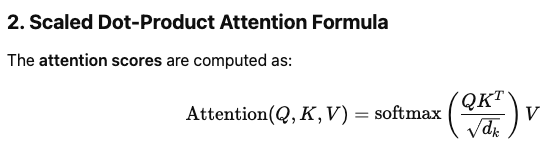 2. Scaled Dot-Product Attention Formula
The attention scores are computed as:
Attention(Q, K, V) = softmax (QK^T / √d_k) V